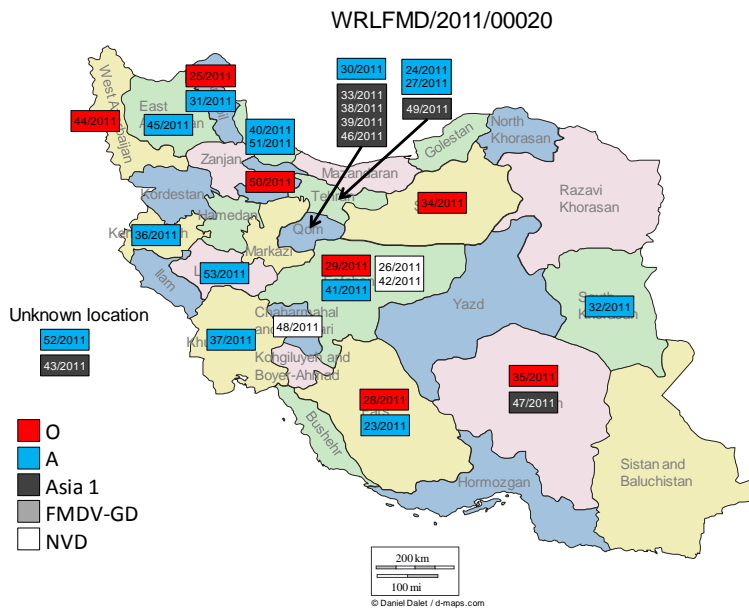 WRLFMD/2011/00020
30/2011
24/2011
27/2011
33/2011
38/2011
39/2011
46/2011
49/2011
25/2011
31/2011
44/2011
West
East
45/2011
40/2011
51/2011
Golestan
North
Khorasan
Zanjan
Mazandaran
Razavi
Khorasan
Kordestan
50/2011
Tehran
34/2011
Hamedan
Qom
36/2011
Markazi
Ilam
53/2011
29/2011
41/2011
26/2011
42/2011
Yazd
South
32/2011
Unknown location
52/2011
43/2011
Chaharmahal
48/2011
37/2011
Kohgiluyeh and
Boyer-Ahmad
28/2011
23/2011
35/2011
47/2011
Bushehr
Hormozgan
Sistan and
Baluchistan
O
A
Asia 1
FMDV-GD
NVD
200 km
100 mi
© Daniel Dalet / d-maps.com